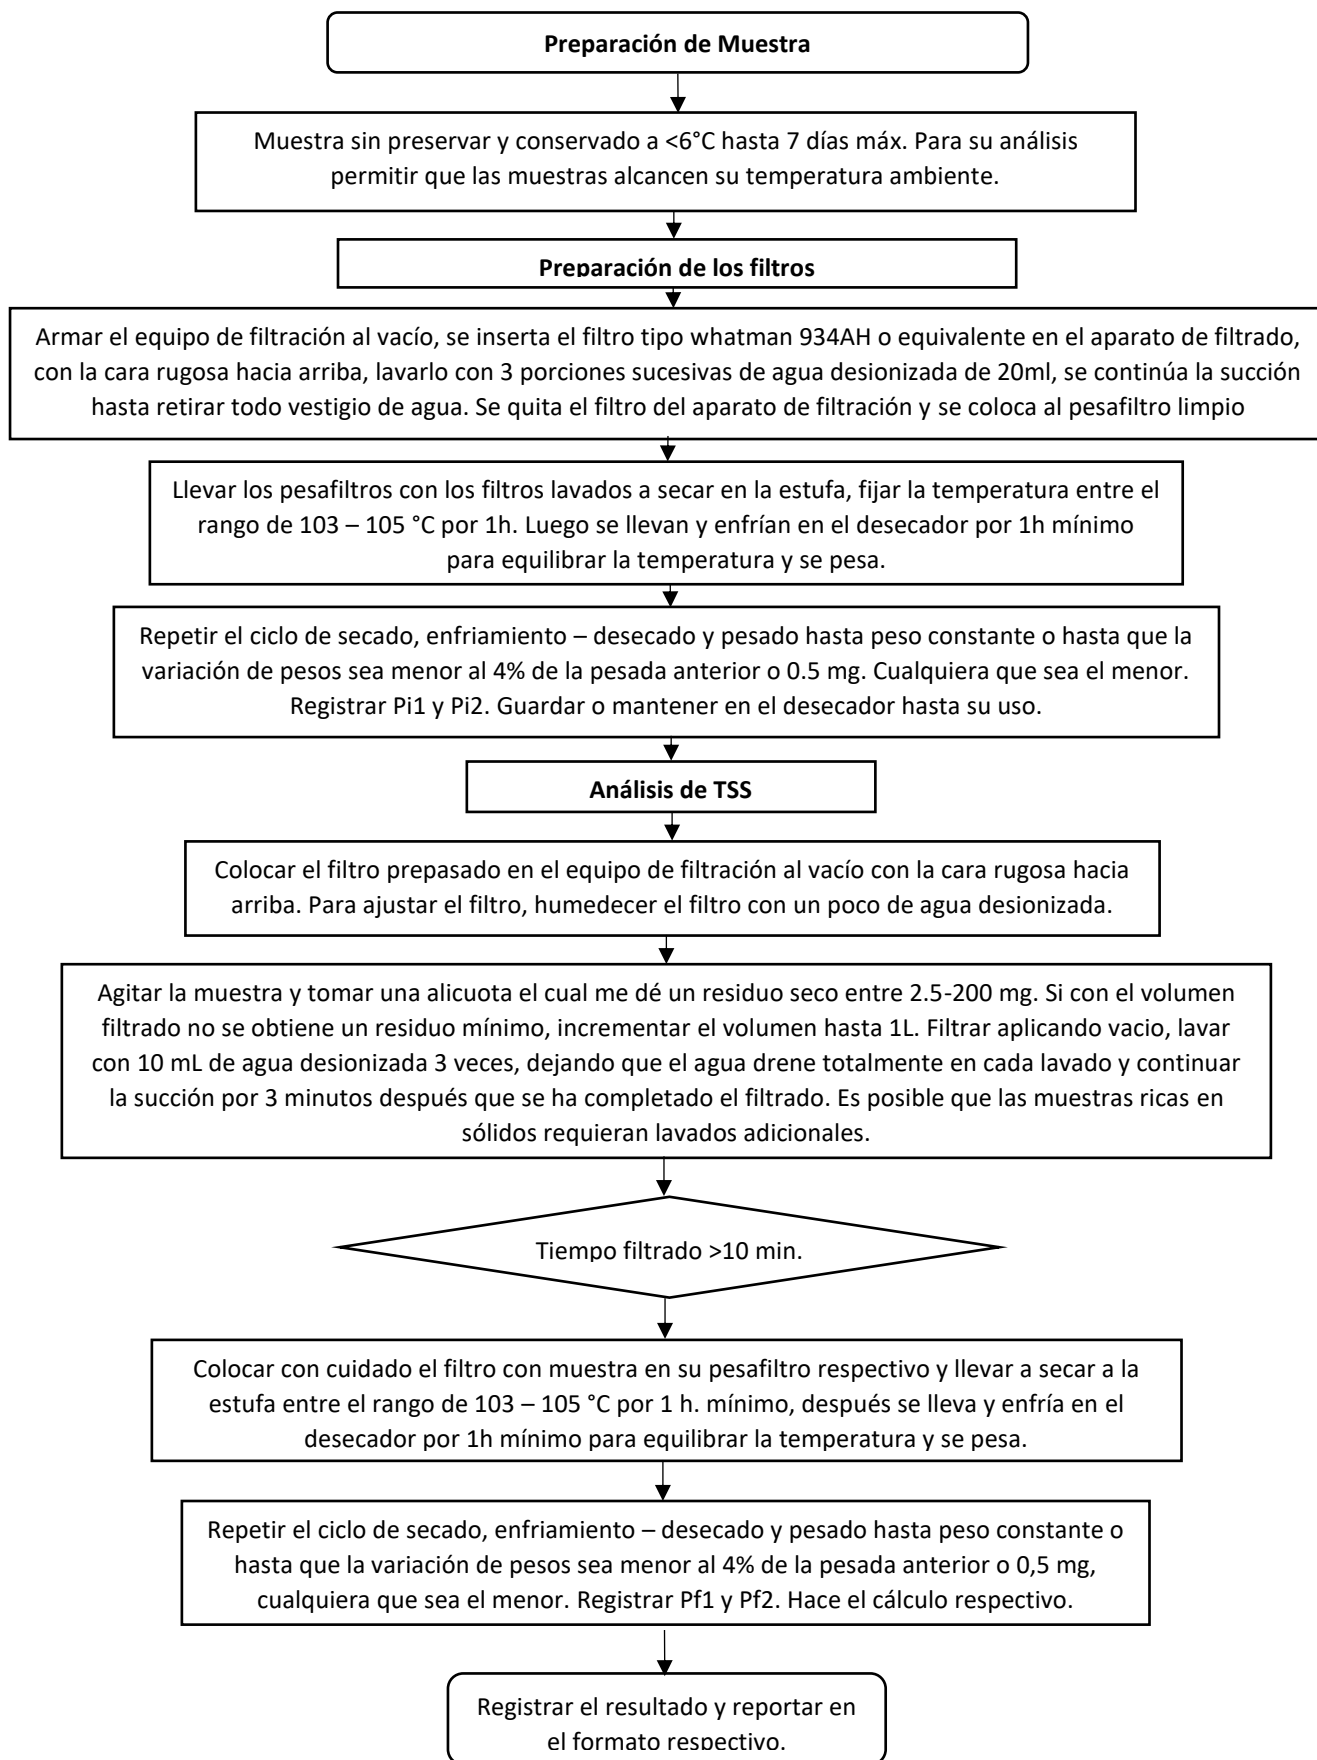 Preparación de Muestra
Muestra sin preservar y conservado a <6°C hasta 7 días máx. Para su análisis
permitir que las muestras alcancen su temperatura ambiente.
Preparación de los filtros
Armar el equipo de filtración al vacío, se inserta el filtro tipo whatman 934AH o equivalente en el aparato de filtrado,
con la cara rugosa hacia arriba, lavarlo con 3 porciones sucesivas de agua desionizada de 20ml, se continúa la succión
hasta retirar todo vestigio de agua. Se quita el filtro del aparato de filtración y se coloca al pesafiltro limpio
Llevar los pesafiltros con los filtros lavados a secar en la estufa, fijar la temperatura entre el
rango de 103 – 105 °C por 1h. Luego se llevan y enfrían en el desecador por 1h mínimo
para equilibrar la temperatura y se pesa.
Repetir el ciclo de secado, enfriamiento – desecado y pesado hasta peso constante o hasta que la
variación de pesos sea menor al 4% de la pesada anterior o 0.5 mg. Cualquiera que sea el menor.
Registrar Pi1 y Pi2. Guardar o mantener en el desecador hasta su uso.
Análisis de TSS
Colocar el filtro prepasado en el equipo de filtración al vacío con la cara rugosa hacia
arriba. Para ajustar el filtro, humedecer el filtro con un poco de agua desionizada.
Agitar la muestra y tomar una alicuota el cual me dé un residuo seco entre 2.5-200 mg. Si con el volumen
filtrado no se obtiene un residuo mínimo, incrementar el volumen hasta 1L. Filtrar aplicando vacio, lavar
con 10 mL de agua desionizada 3 veces, dejando que el agua drene totalmente en cada lavado y continuar
la succión por 3 minutos después que se ha completado el filtrado. Es posible que las muestras ricas en
sólidos requieran lavados adicionales.
Tiempo filtrado >10 min.
Colocar con cuidado el filtro con muestra en su pesafiltro respectivo y llevar a secar a la
estufa entre el rango de 103 – 105 °C por 1 h. mínimo, después se lleva y enfría en el
desecador por 1h mínimo para equilibrar la temperatura y se pesa.
Repetir el ciclo de secado, enfriamiento – desecado y pesado hasta peso constante o
hasta que la variación de pesos sea menor al 4% de la pesada anterior o 0,5 mg,
cualquiera que sea el menor. Registrar Pf1 y Pf2. Hace el cálculo respectivo.
Registrar el resultado y reportar en
el formato respectivo.